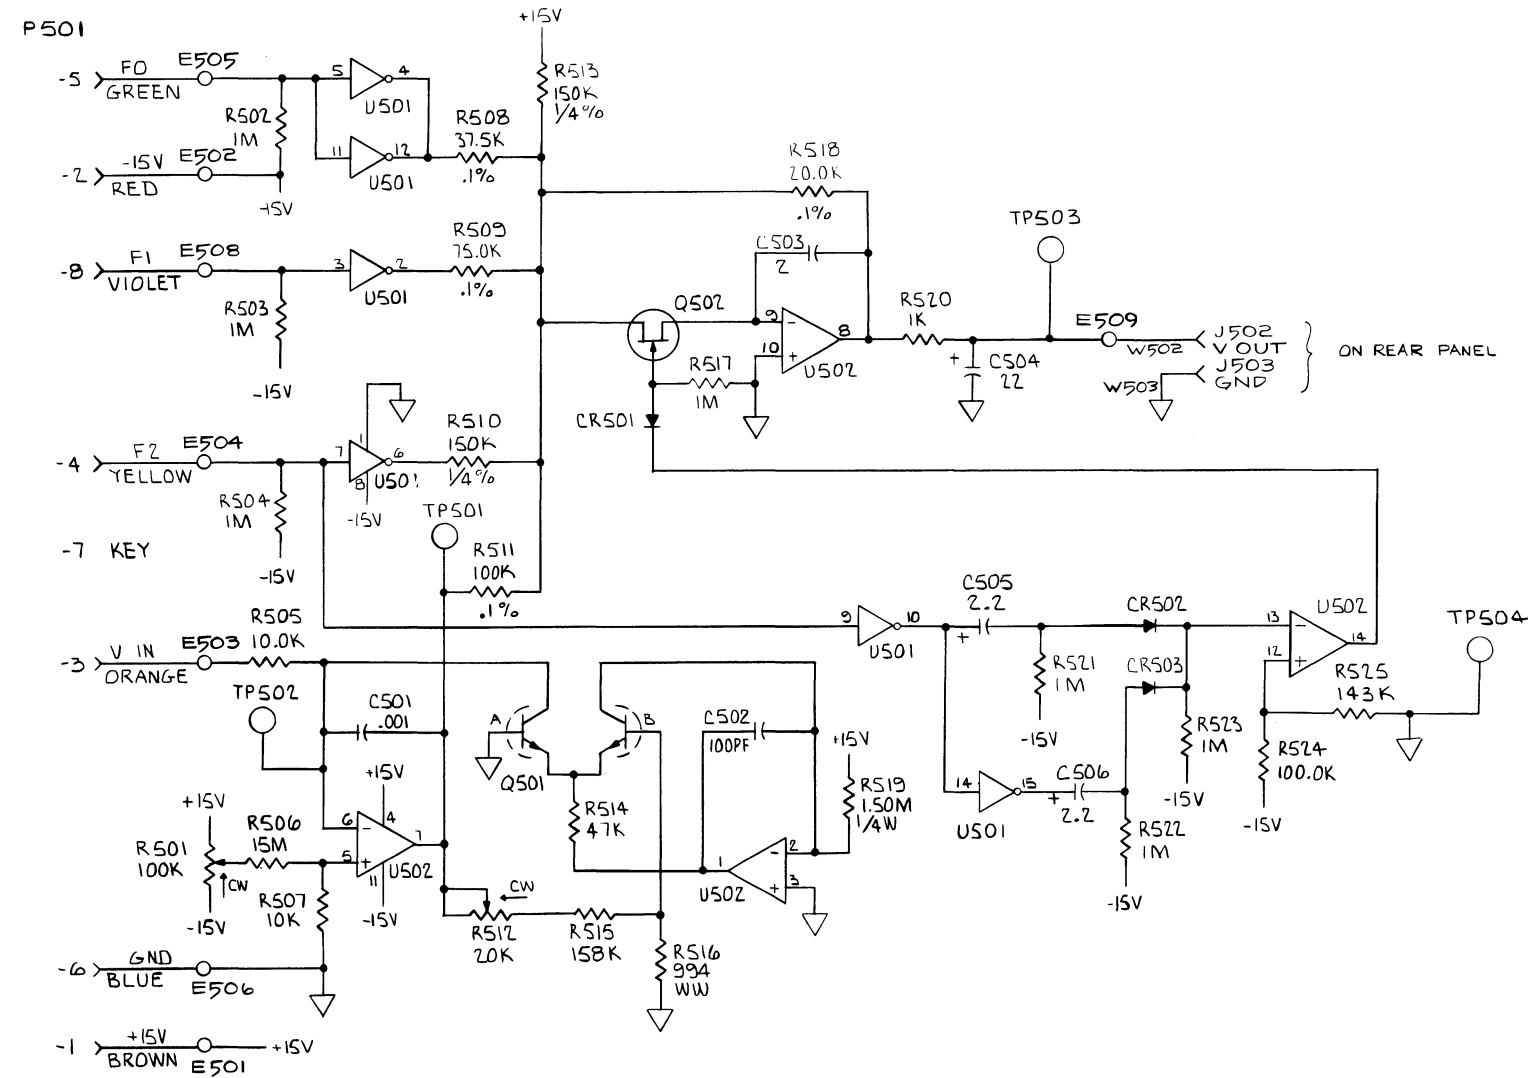 P501
+15V
-5
F0
GREEN
E505
5
4
U501
R502
1M
11
12
U501
R508
37.5K
.1%
R513
150K
1/4%
-2
-15V
RED
E502
-15V
R518
20.0K
.1%
-8
F1
VIOLET
E508
3
2
U501
R509
75.0K
.1%
R503
1M
-15V
C503
2
TP503
Q502
9
-
10
+
8
U502
R520
1K
E509
W502
J502
V OUT
J503
GND
W503
ON REAR PANEL
+
C504
22
R517
1M
CR501
-4
F2
YELLOW
E504
7
1
6
8
U501
-15V
R510
150K
1/4%
R504
1M
-15V
TP501
-7 KEY
R511
100K
.1%
-3
V IN
ORANGE
E503
R505
10.0K
9
10
U501
C505
2.2
+
CR502
CR503
R521
1M
-15V
13
-
12
+
14
U502
TP504
R525
143K
R523
1M
-15V
R524
100.0K
-15V
TP502
C501
.001
A
Q501
B
C502
100PF
+15V
R519
1.50M
1/4W
R514
47K
14
15
U501
C506
+
2.2
R522
1M
-15V
+15V
R501
100K
CW
-15V
R506
15M
R507
10K
+15V
6
-
4
5
+
11
7
U502
-15V
2
-
3
+
1
U502
CW
R512
20K
R515
158K
R516
994
WW
-6
GND
BLUE
E506
-1
+15V
BROWN
E501
+15V